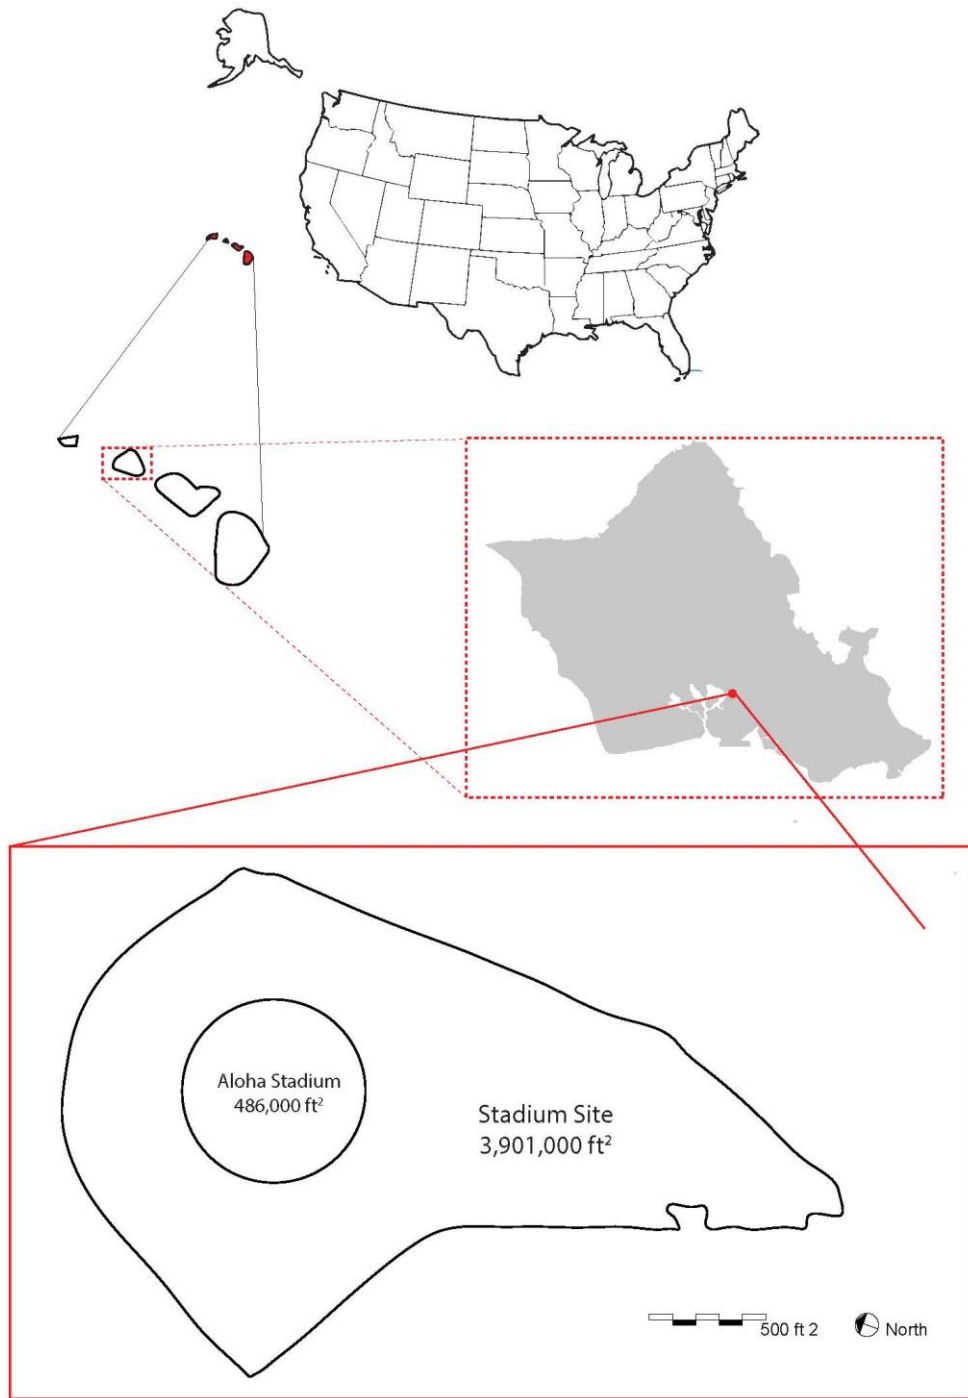 Aloha Stadium
486,000 ft²
Stadium Site
3,901,000 ft²
500 ft 2
North